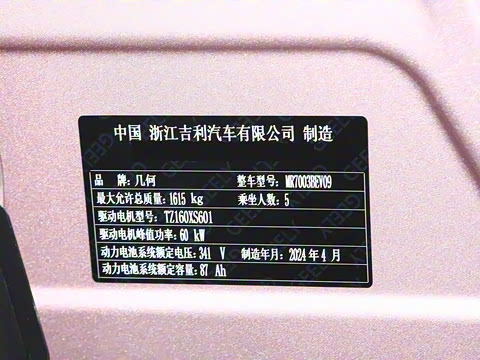 中国 浙江吉利汽车有限公司 制造
品 牌：几何 整车型号：MR7003BEV09
最大允许总质量：1615 kg 乘坐人数：5
驱动电机型号：TZ160XS601
驱动电机峰值功率：60 kW
动力电池系统额定电压：341 V 制造年月：2024 年 4 月
动力电池系统额定容量：87 Ah